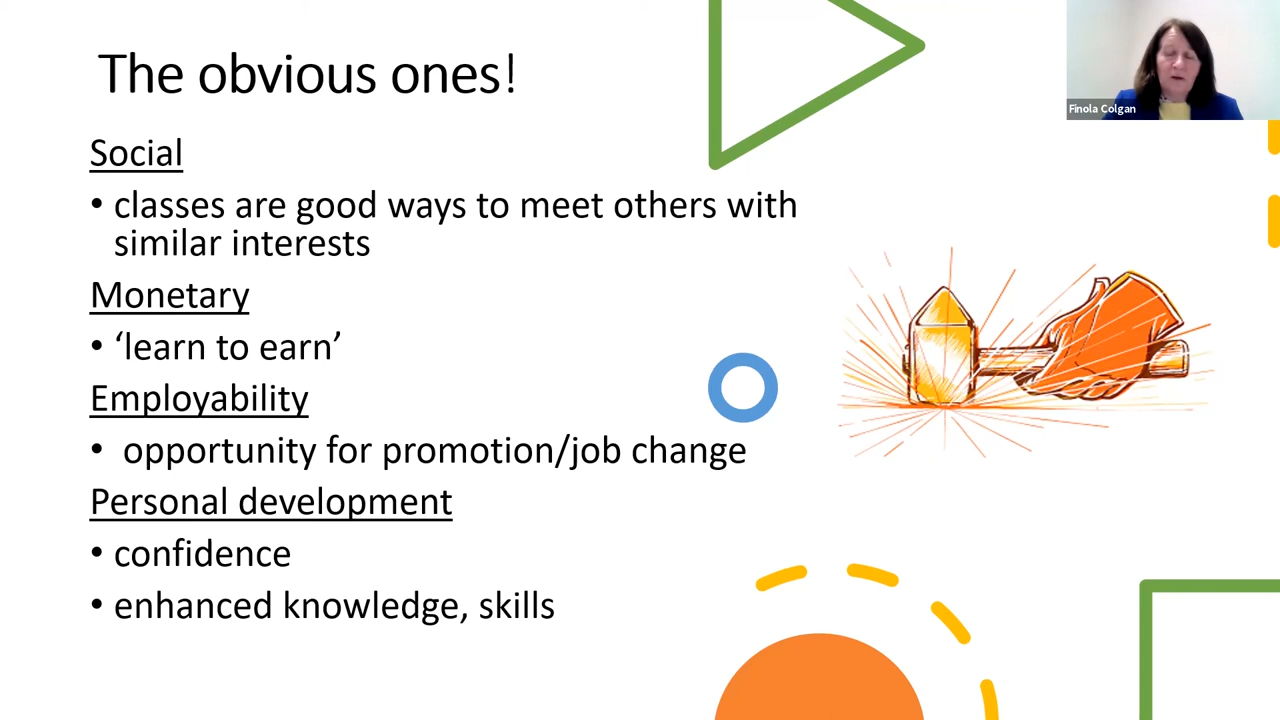 The obvious ones!
Finola Colgan
Social
• classes are good ways to meet others with
similar interests
Monetary
• ‘learn to earn’
Employability
• opportunity for promotion/job change
Personal development
• confidence
• enhanced knowledge, skills